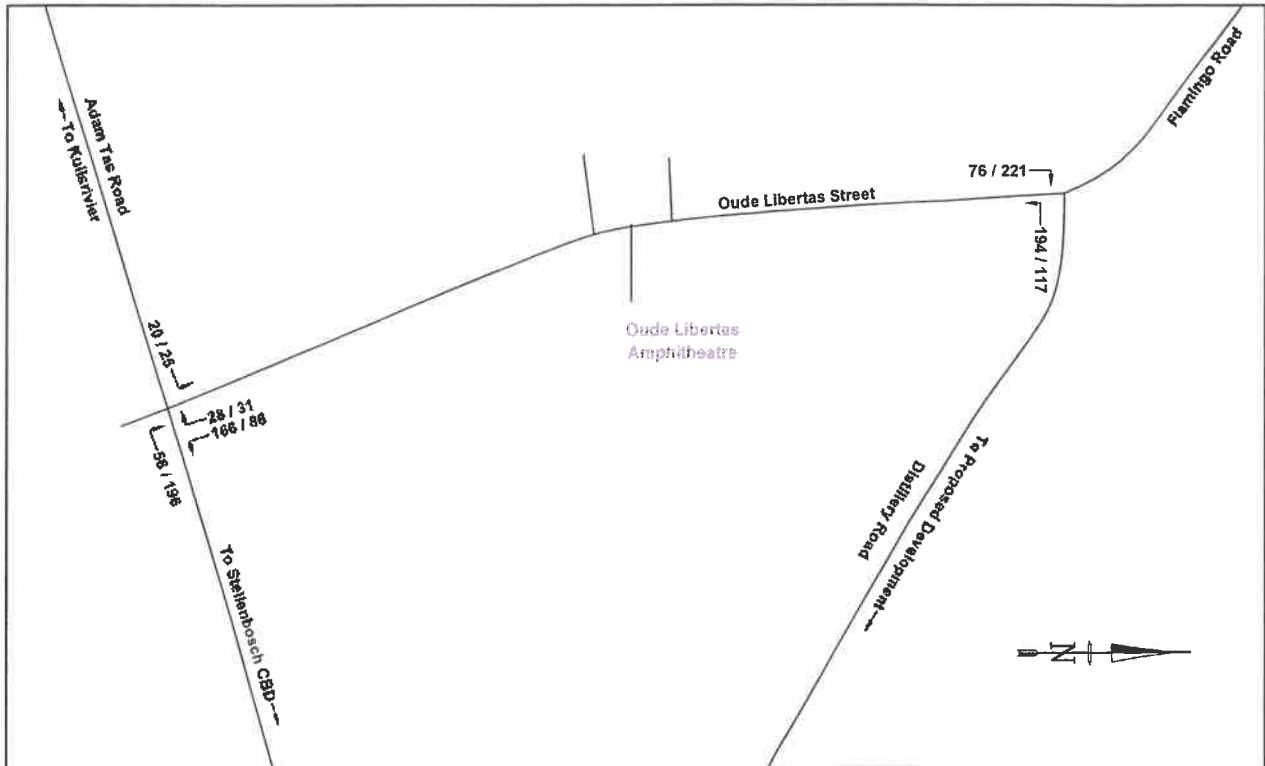 Adam Tas Road
To Kuilsrivier
Flamingo Road
76 / 221
Oude Libertas Street
194 / 117
Oude Libertas
Amphitheatre
20 / 25
28 / 31
166 / 86
56 / 196
Distillery Road
To Proposed Development
To Stellenbosch CBD
N